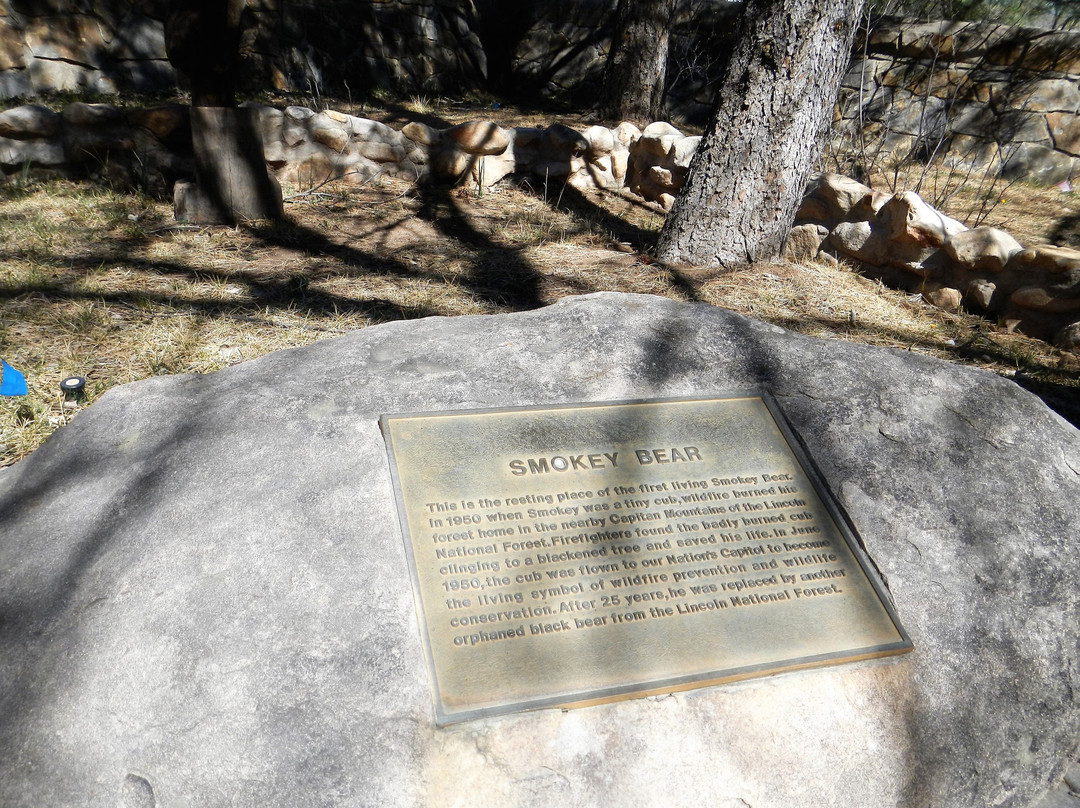 SMOKEY BEAR
This is the resting place of the first living Smokey Bear.
In 1950 when Smokey was a tiny cub,wildfire burned his
forest home in the nearby Capitan Mountains of the Lincoln
National Forest.Firefighters found the badly burned cub
clinging to a blackened tree and saved his life.In June
1950,the cub was flown to our Nation's Capitol to become
the living symbol of wildfire prevention and wildlife
conservation. After 25 years,he was replaced by another
orphaned black bear from the Lincoln National Forest.